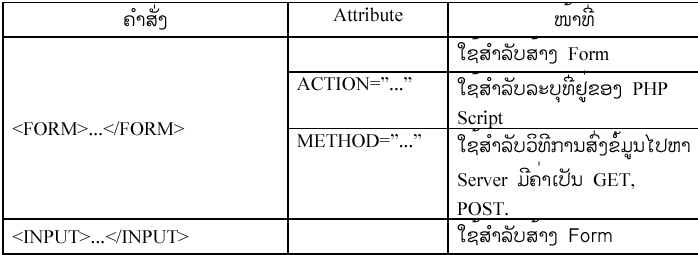 ຄຳສັ່ງ Attribute ໜ້າທີ່
ໃຊ້ສຳລັບສ້າງ Form
ACTION=”...” ໃຊ້ສຳລັບລະບຸທີ່ຢູ່ຂອງ PHP
Script
<FORM>...</FORM>
METHOD=”...” ໃຊ້ສຳລັບວິທີການສົ່ງຂໍ້ມູນໄປຫາ
Server ມີຄ່າເປັນ GET,
POST.
<INPUT>...</INPUT> ໃຊ້ສຳລັບສ້າງ Form